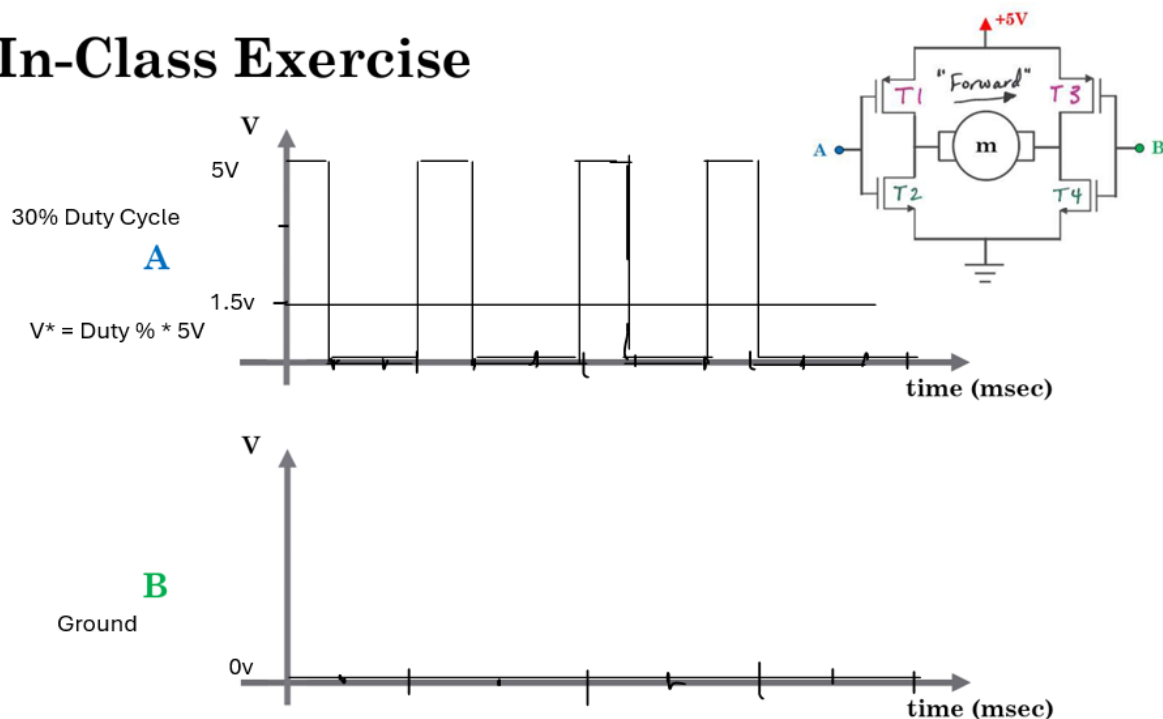 In-Class Exercise
+5V
"Forward"
T1
T3
A
m
B
T2
T4
V
5V
30% Duty Cycle
A
1.5v
V* = Duty % * 5V
time (msec)
V
B
Ground
0v
time (msec)